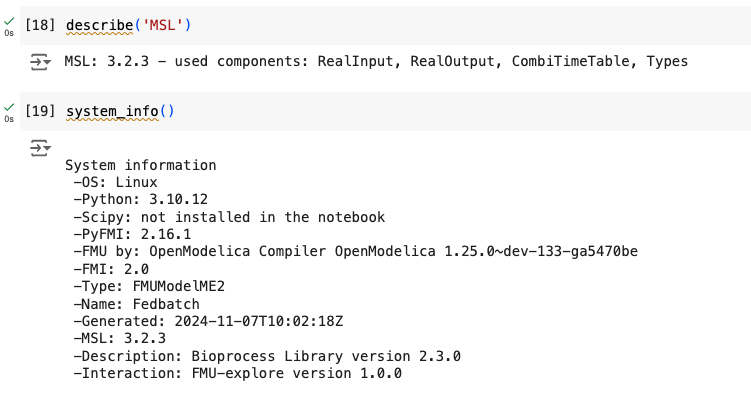 [18] describe('MSL')
0s
MSL: 3.2.3 - used components: RealInput, RealOutput, CombiTimeTable, Types
[19] system_info()
0s
System information
-OS: Linux
-Python: 3.10.12
-Scipy: not installed in the notebook
-PyFMI: 2.16.1
-FMU by: OpenModelica Compiler OpenModelica 1.25.0~dev-133-ga5470be
-FMI: 2.0
-Type: FMUModelME2
-Name: Fedbatch
-Generated: 2024-11-07T10:02:18Z
-MSL: 3.2.3
-Description: Bioprocess Library version 2.3.0
-Interaction: FMU-explore version 1.0.0